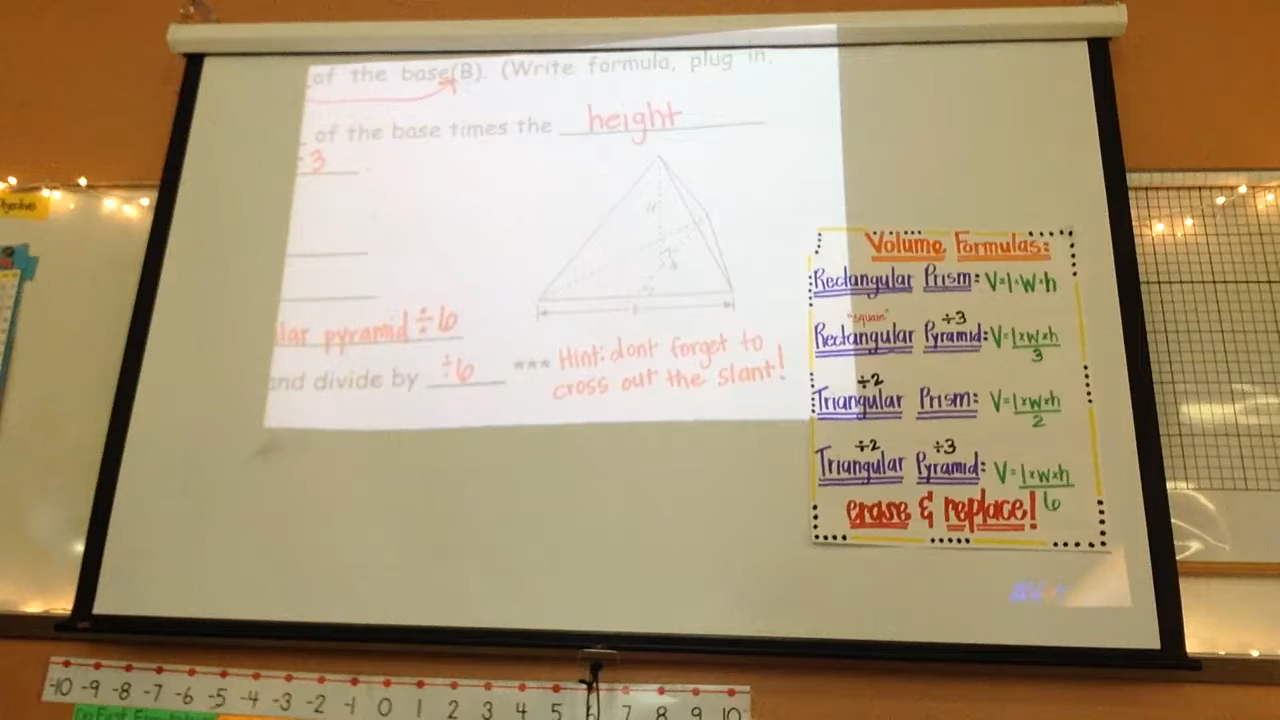 of the base(B). (Write formula, plug in.
of the base times the height
÷3
lar pyramid ÷6
and divide by ÷6
*** Hint: dont forget to
cross out the slant!
Volume Formulas:
Rectangular Prism: V=l·w·h
"square" ÷3
Rectangular Pyramid: V=l×w×h
3
÷2
Triangular Prism: V=l×w×h
2
÷2 ÷3
Triangular Pyramid: V=l×w×h
6
erase & replace!
-10 -9 -8 -7 -6 -5 -4 -3 -2 -1 0 1 2 3 4 5 6 7 8 9 10